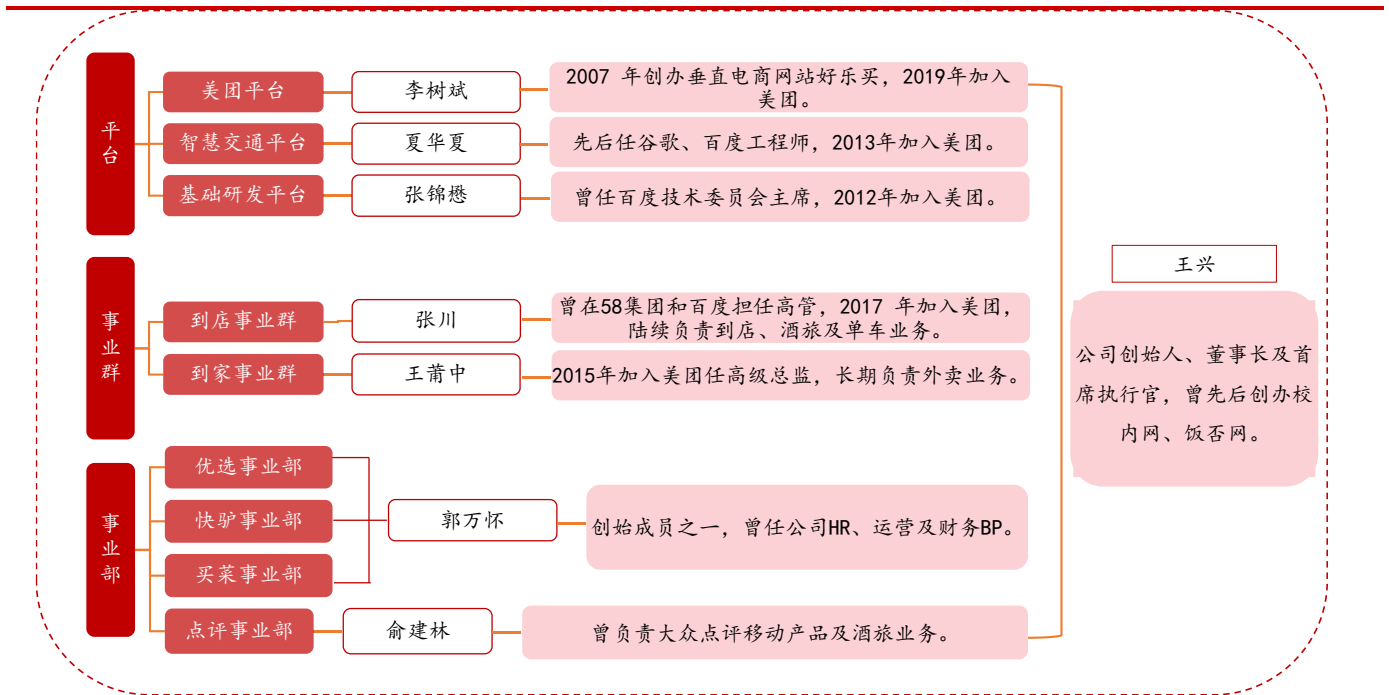 平台
美团平台
李树斌
2007 年创办垂直电商网站好乐买，2019年加入
美团。
智慧交通平台
夏华夏
先后任谷歌、百度工程师，2013年加入美团。
基础研发平台
张锦懋
曾任百度技术委员会主席，2012年加入美团。
事业群
到店事业群
张川
曾在58集团和百度担任高管，2017 年加入美团，
陆续负责到店、酒旅及单车业务。
到家事业群
王莆中
2015年加入美团任高级总监，长期负责外卖业务。
事业部
优选事业部
快驴事业部
买菜事业部
郭万怀
创始成员之一，曾任公司HR、运营及财务BP。
点评事业部
俞建林
曾负责大众点评移动产品及酒旅业务。
王兴
公司创始人、董事长及首
席执行官，曾先后创办校
内网、饭否网。